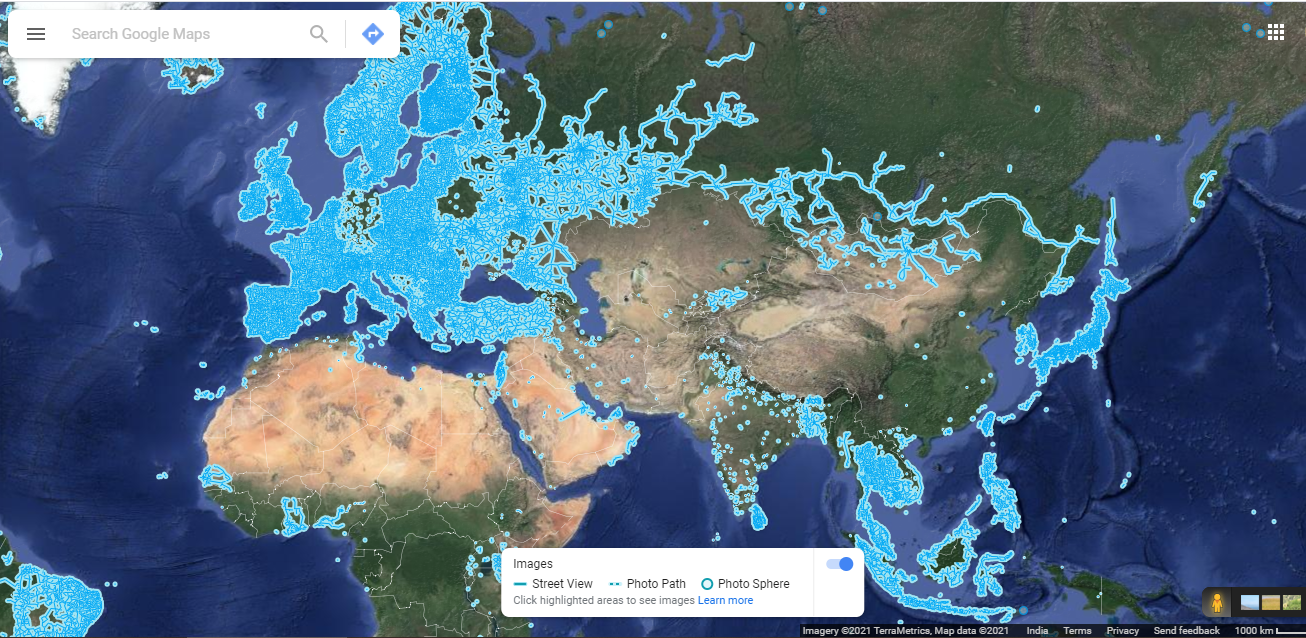 Search Google Maps
Images
Street View Photo Path Photo Sphere
Click highlighted areas to see images Learn more
Imagery ©2021 TerraMetrics, Map data ©2021 India Terms Privacy Send feedback 1000 km